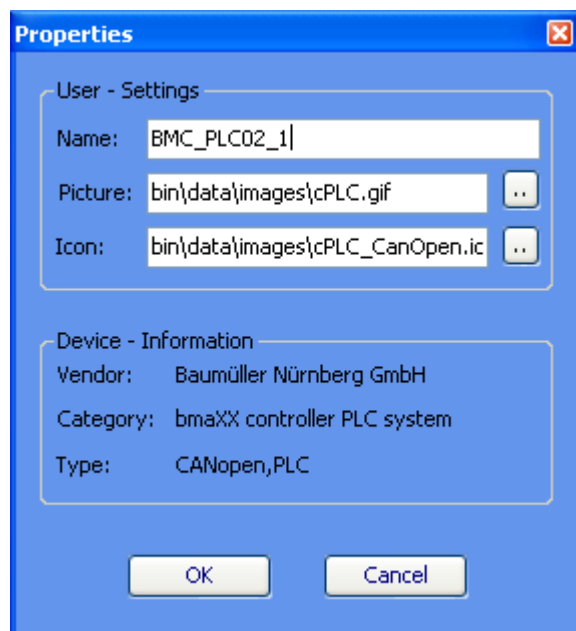 Properties
User - Settings
Name: BMC_PLC02_1
Picture: bin\data\images\cPLC.gif ..
Icon: bin\data\images\cPLC_CanOpen.ic ..
Device - Information
Vendor: Baumüller Nürnberg GmbH
Category: bmaXX controller PLC system
Type: CANopen,PLC
OK Cancel